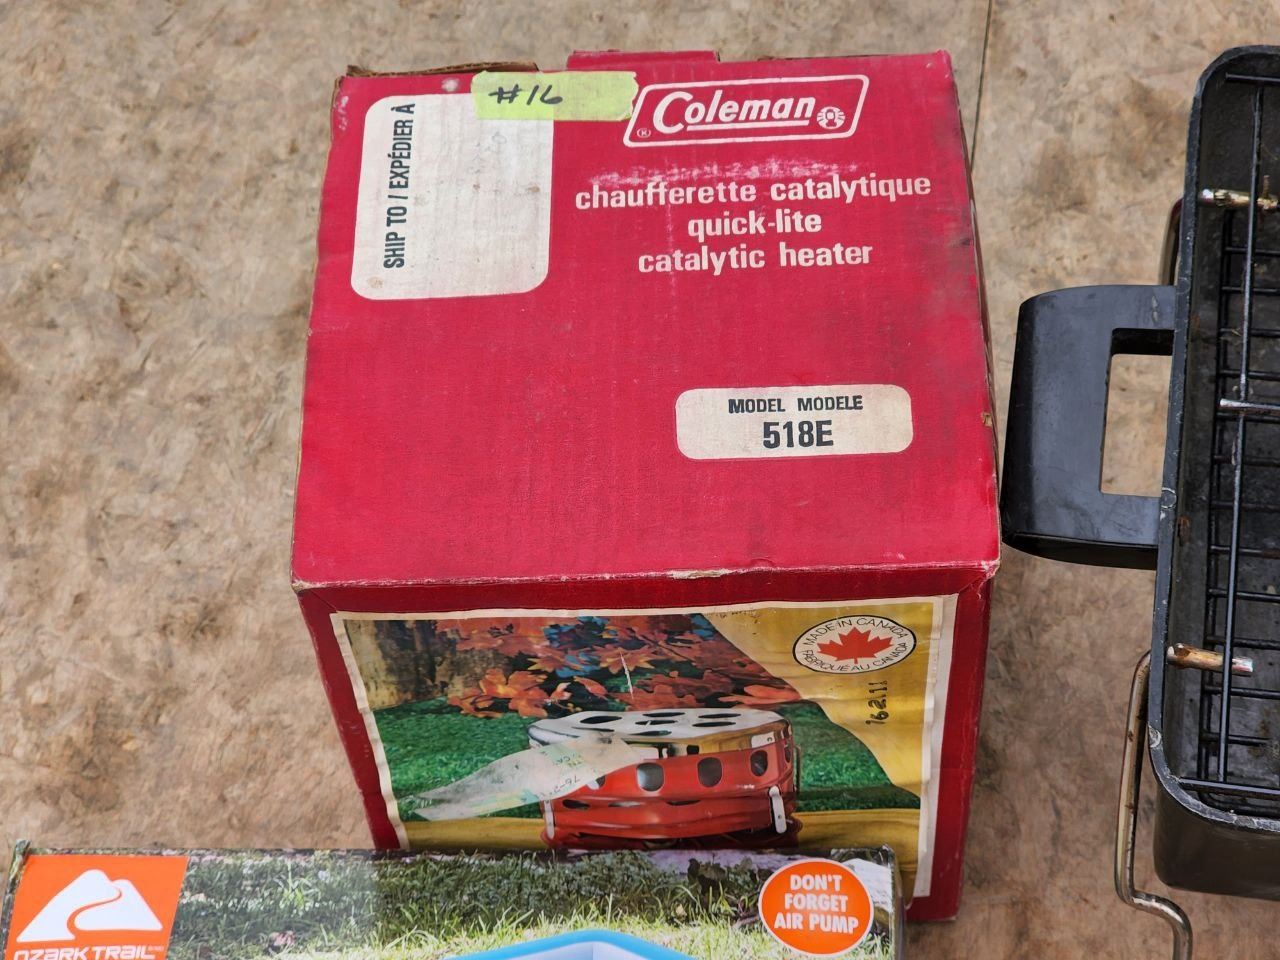 #16
® Coleman
SHIP TO / EXPÉDIER À
chaufferette catalytique
quick-lite
catalytic heater
MODEL MODELE
518E
MADE IN CANADA
FABRIQUÉ AU CANADA
OZARK TRAIL
DON'T
FORGET
AIR PUMP